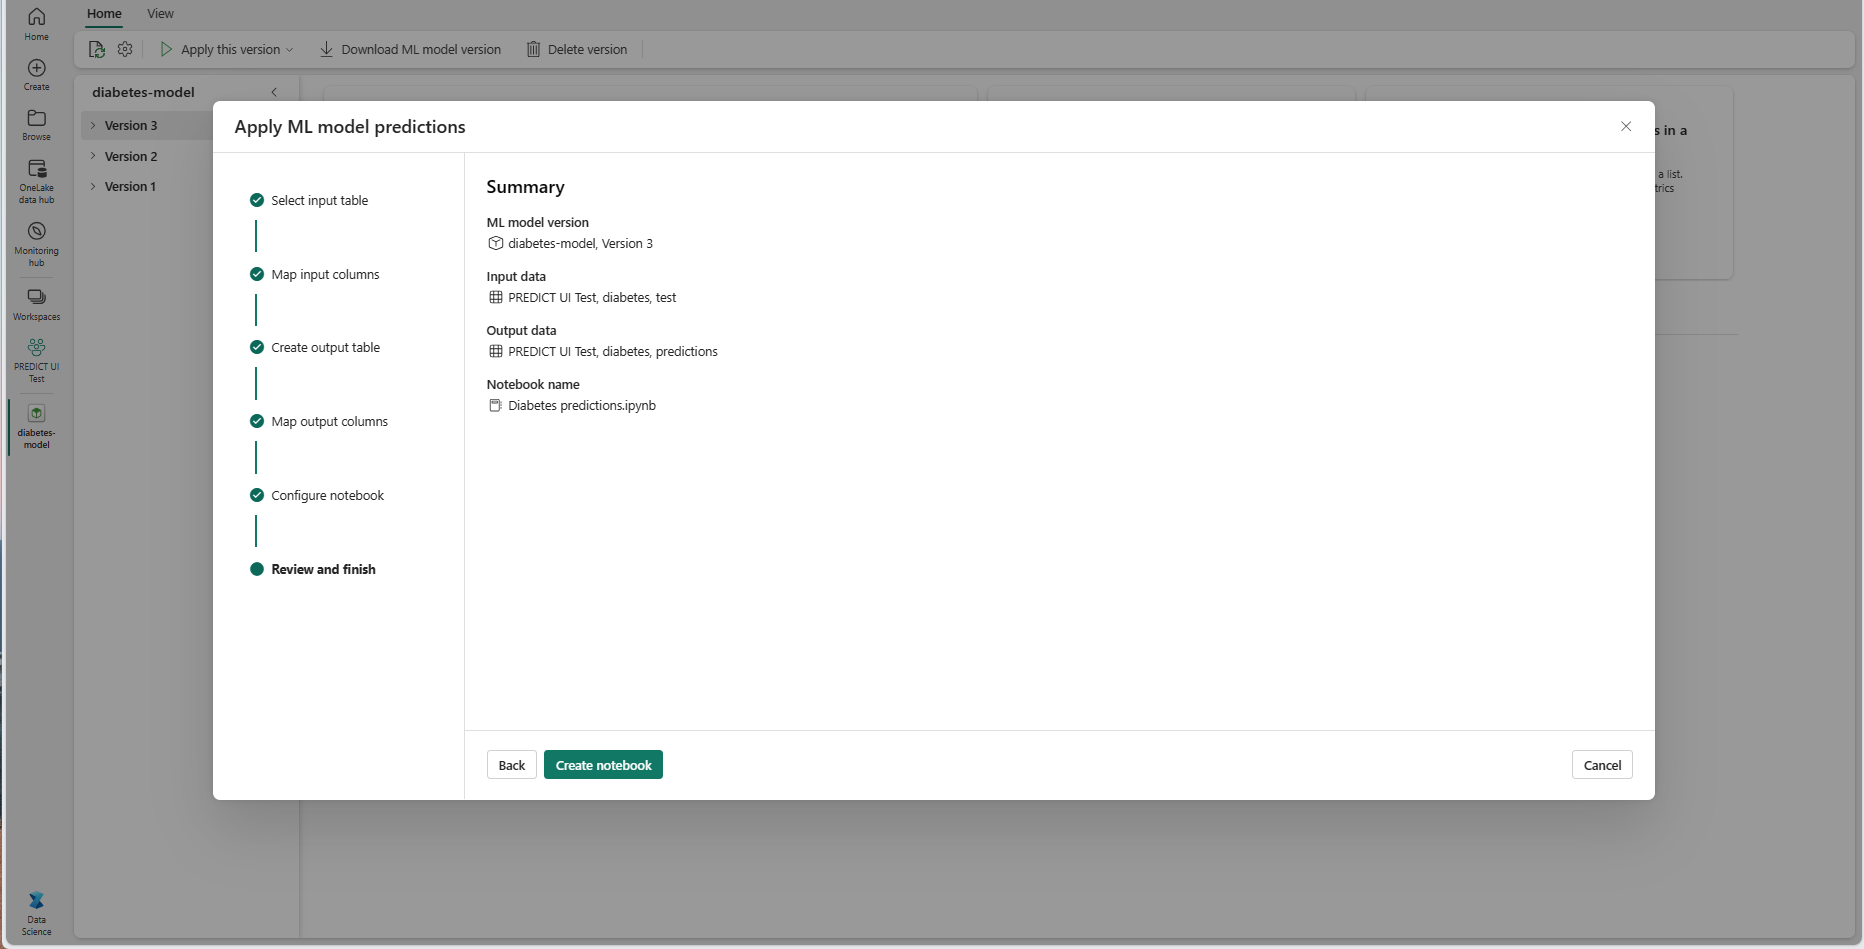 Home
View
Apply this version
Download ML model version
Delete version
Home
Create
Browse
OneLake
data hub
Monitoring
hub
Workspaces
PREDICT UI
Test
diabetes-
model
Data
Science
diabetes-model
Version 3
Version 2
Version 1
s in a
a list.
trics
Apply ML model predictions
Select input table
Map input columns
Create output table
Map output columns
Configure notebook
Review and finish
Summary
ML model version
diabetes-model, Version 3
Input data
PREDICT UI Test, diabetes, test
Output data
PREDICT UI Test, diabetes, predictions
Notebook name
Diabetes predictions.ipynb
Back
Create notebook
Cancel